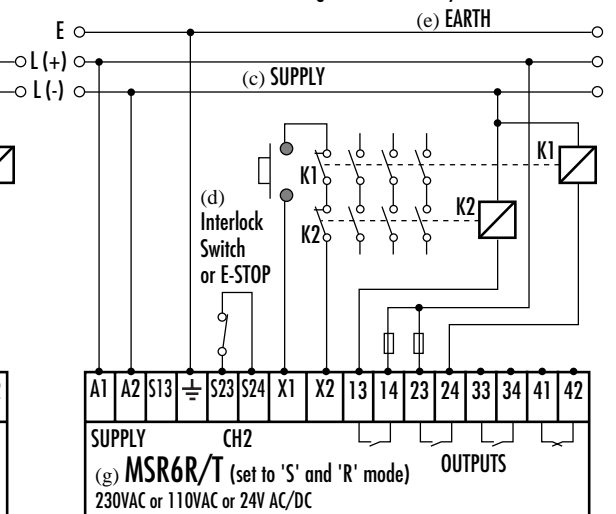 (e) EARTH
E
L (+)
(c) SUPPLY
L (-)
K1
K1
(d)
Interlock
Switch
or E-STOP
K2
K2
A1 A2 S13 S23 S24 X1 X2 13 14 23 24 33 34 41 42
SUPPLY CH2
OUTPUTS
(g) MSR6R/T (set to 'S' and 'R' mode)
230VAC or 110VAC or 24V AC/DC